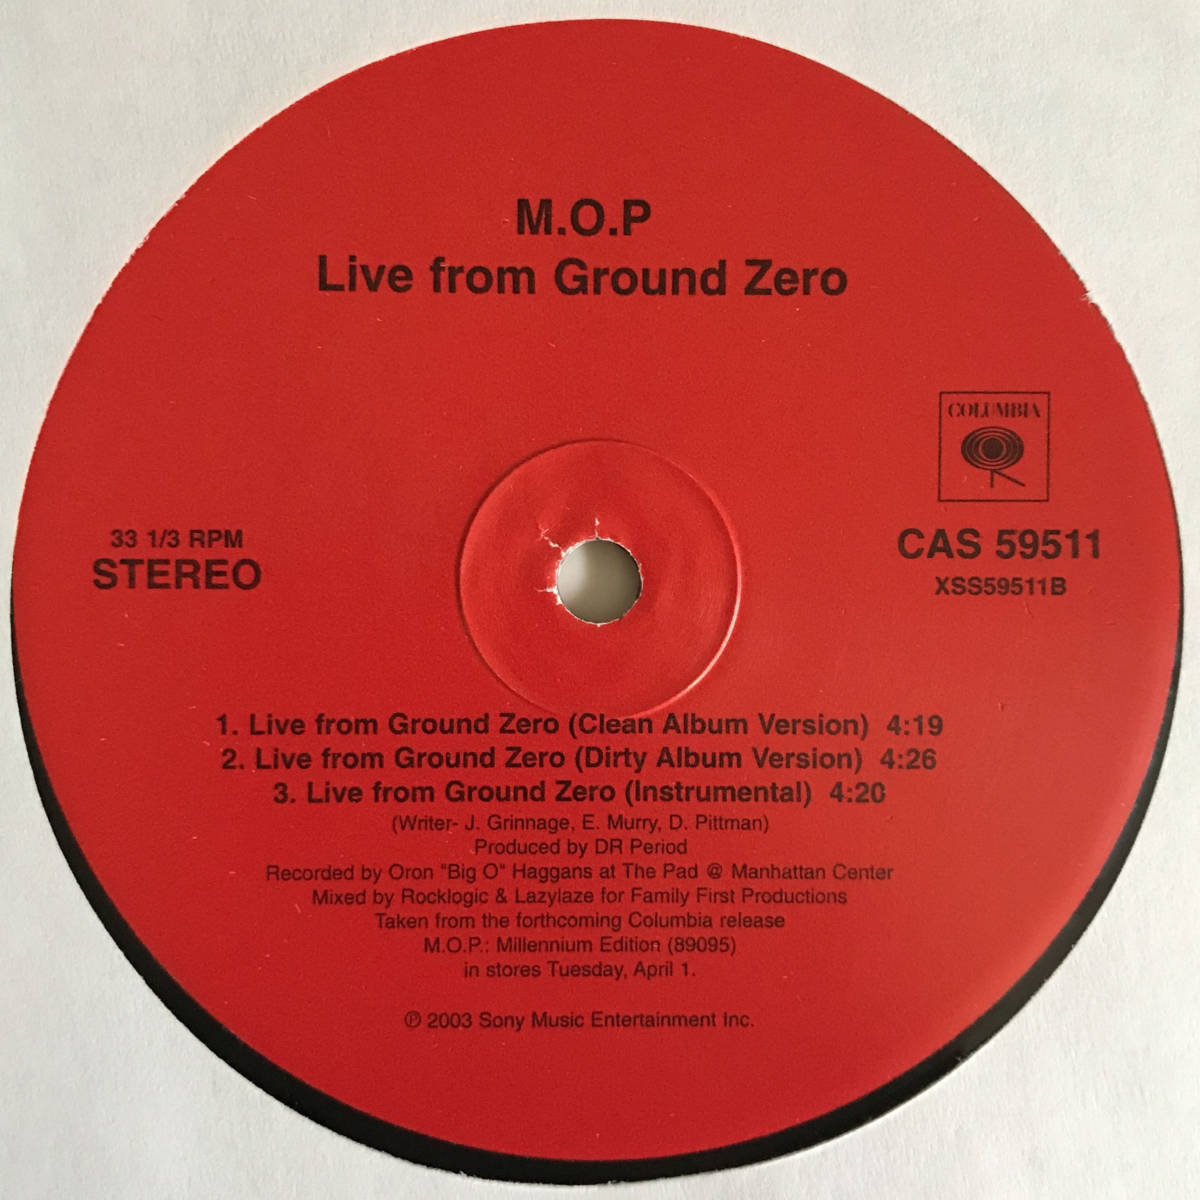 M.O.P
Live from Ground Zero
COLUMBIA
33 1/3 RPM
STEREO
CAS 59511
XSS59511B
1. Live from Ground Zero (Clean Album Version) 4:19
2. Live from Ground Zero (Dirty Album Version) 4:26
3. Live from Ground Zero (Instrumental) 4:20
(Writer- J. Grinnage, E. Murry, D. Pittman)
Produced by DR Period
Recorded by Oron "Big O" Haggans at The Pad @ Manhattan Center
Mixed by Rocklogic & Lazylaze for Family First Productions
Taken from the forthcoming Columbia release
M.O.P.: Millennium Edition (89095)
in stores Tuesday, April 1.
℗ 2003 Sony Music Entertainment Inc.